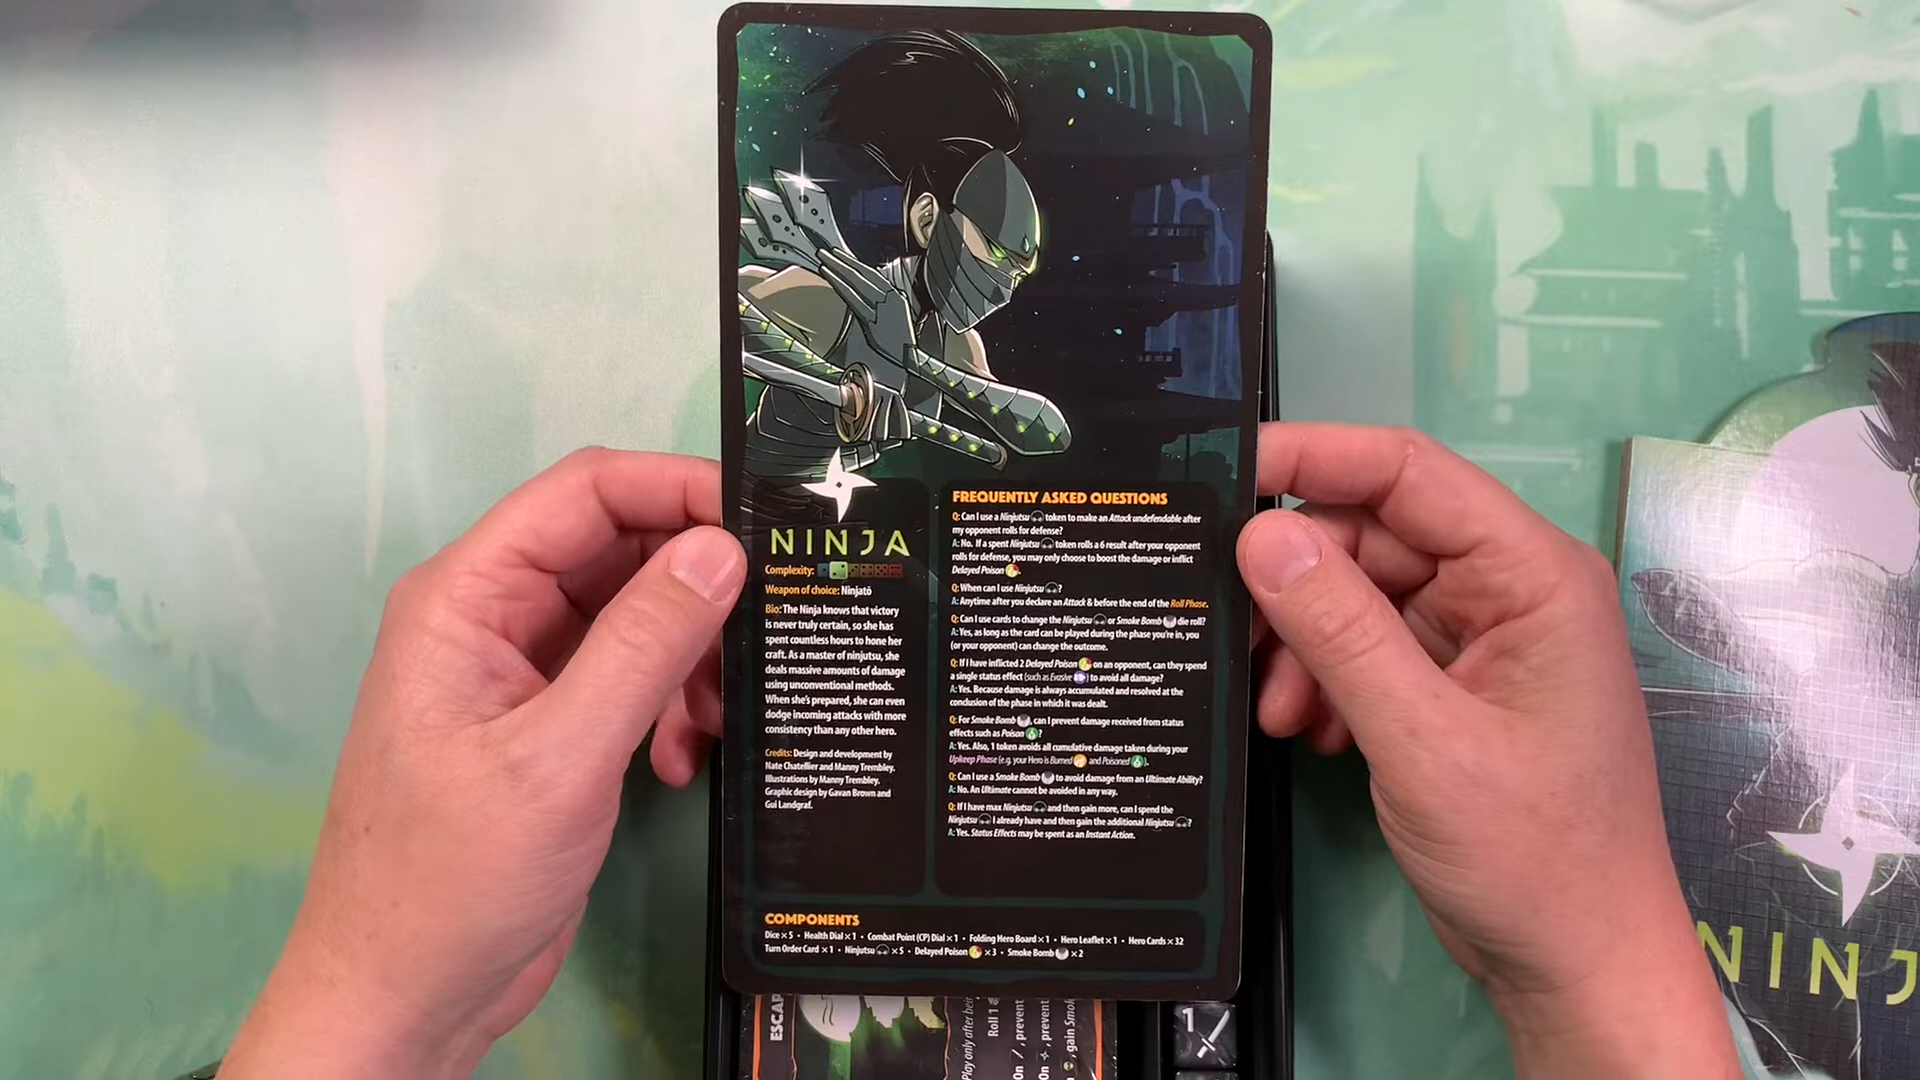 NINJA
Complexity:
Weapon of choice: Ninjatō
Bio: The Ninja knows that victory
is never truly certain, so she has
spent countless hours to hone her
craft. As a master of ninjutsu, she
deals massive amounts of damage
using unconventional methods.
When she's prepared, she can even
dodge incoming attacks with more
consistency than any other hero.
Credits: Design and development by
Nate Chatellier and Manny Trembley.
Illustrations by Manny Trembley.
Graphic design by Gavan Brown and
Gui Landgraf.
FREQUENTLY ASKED QUESTIONS
Q: Can I use a Ninjutsu token to make an Attack undefendable after
my opponent rolls for defense?
A: No. If a spent Ninjutsu token rolls a 6 result after your opponent
rolls for defense, you may only choose to boost the damage or inflict
Delayed Poison .
Q: When can I use Ninjutsu ?
A: Anytime after you declare an Attack & before the end of the Roll Phase.
Q: Can I use cards to change the Ninjutsu or Smoke Bomb die roll?
A: Yes, as long as the card can be played during the phase you're in, you
(or your opponent) can change the outcome.
Q: If I have inflicted 2 Delayed Poison on an opponent, can they spend
a single status effect (such as Evasive ) to avoid all damage?
A: Yes. Because damage is always accumulated and resolved at the
conclusion of the phase in which it was dealt.
Q: For Smoke Bomb , can I prevent damage received from status
effects such as Poison ?
A: Yes. Also, 1 token avoids all cumulative damage taken during your
Upkeep Phase (e.g. your Hero is Burned and Poisoned ).
Q: Can I use a Smoke Bomb to avoid damage from an Ultimate Ability?
A: No. An Ultimate cannot be avoided in any way.
Q: If I have max Ninjutsu and then gain more, can I spend the
Ninjutsu I already have and then gain the additional Ninjutsu ?
A: Yes. Status Effects may be spent as an Instant Action.
COMPONENTS
Dice × 5 • Health Dial × 1 • Combat Point (CP) Dial × 1 • Folding Hero Board × 1 • Hero Leaflet × 1 • Hero Cards × 32
Turn Order Card × 1 • Ninjutsu × 5 • Delayed Poison × 3 • Smoke Bomb × 2
ESCAP
Play only after bei
Roll 1
On , prevent
On , prevent
, gain Smok
1
NINJ